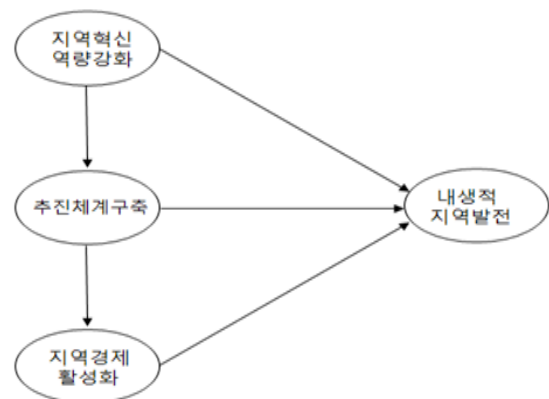 지역혁신
역량강화
추진체계구축
내생적
지역발전
지역경제
활성화